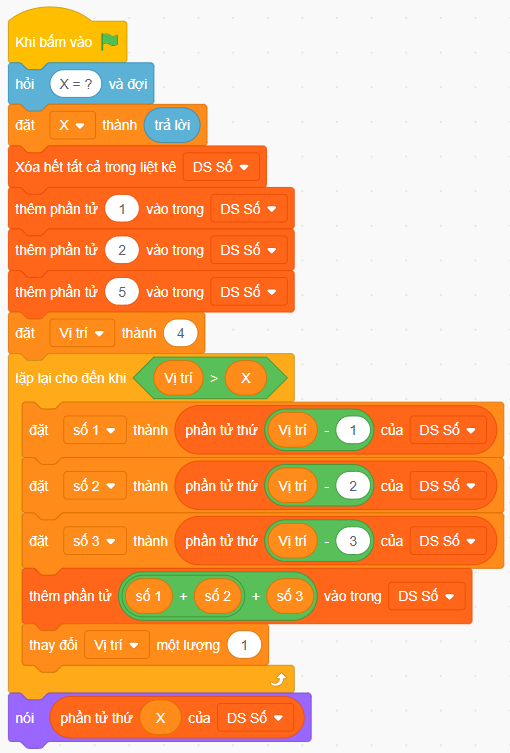 Khi bấm vào
hỏi X = ? và đợi
đặt X thành trả lời
Xóa hết tất cả trong liệt kê DS Số
thêm phần tử 1 vào trong DS Số
thêm phần tử 2 vào trong DS Số
thêm phần tử 5 vào trong DS Số
đặt Vị trí thành 4
lặp lại cho đến khi Vị trí > X
đặt số 1 thành phần tử thứ Vị trí - 1 của DS Số
đặt số 2 thành phần tử thứ Vị trí - 2 của DS Số
đặt số 3 thành phần tử thứ Vị trí - 3 của DS Số
thêm phần tử số 1 + số 2 + số 3 vào trong DS Số
thay đổi Vị trí một lượng 1
nói phần tử thứ X của DS Số